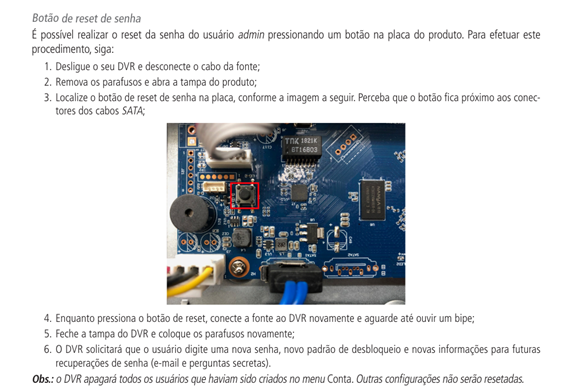 Botão de reset de senha
É possível realizar o reset da senha do usuário admin pressionando um botão na placa do produto. Para efetuar este
procedimento, siga:
1. Desligue o seu DVR e desconecte o cabo da fonte;
2. Remova os parafusos e abra a tampa do produto;
3. Localize o botão de reset de senha na placa, conforme a imagem a seguir. Perceba que o botão fica próximo aos conec-
tores dos cabos SATA;
4. Enquanto pressiona o botão de reset, conecte a fonte ao DVR novamente e aguarde até ouvir um bipe;
5. Feche a tampa do DVR e coloque os parafusos novamente;
6. O DVR solicitará que o usuário digite uma nova senha, novo padrão de desbloqueio e novas informações para futuras
recuperações de senha (e-mail e perguntas secretas).
Obs.: o DVR apagará todos os usuários que haviam sido criados no menu Conta. Outras configurações não serão resetadas.